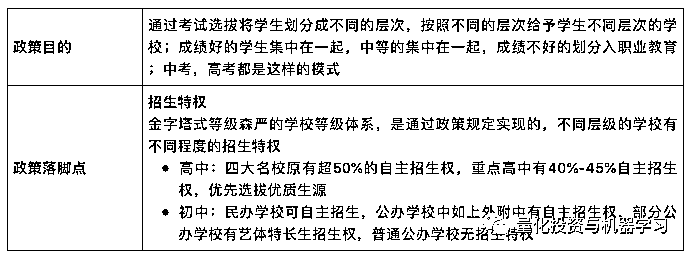 政策目的
通过考试选拔将学生划分成不同的层次，按照不同的层次给予学生不同层次的学
校；成绩好的学生集中在一起，中等的集中在一起，成绩不好的划分入职业教育
；中考，高考都是这样的模式
政策落脚点
招生特权
金字塔式等级森严的学校等级体系，是通过政策规定实现的，不同层级的学校有
不同程度的招生特权
● 高中：四大名校原有超50%的自主招生权，重点高中有40%-45%自主招生
权，优先选拔优质生源
● 初中：民办学校可自主招生，公办学校中如上外附中有自主招生权，部分公
办学校有艺体特长生招生权，普通公办学校无招生特权
量化投资与机器学习